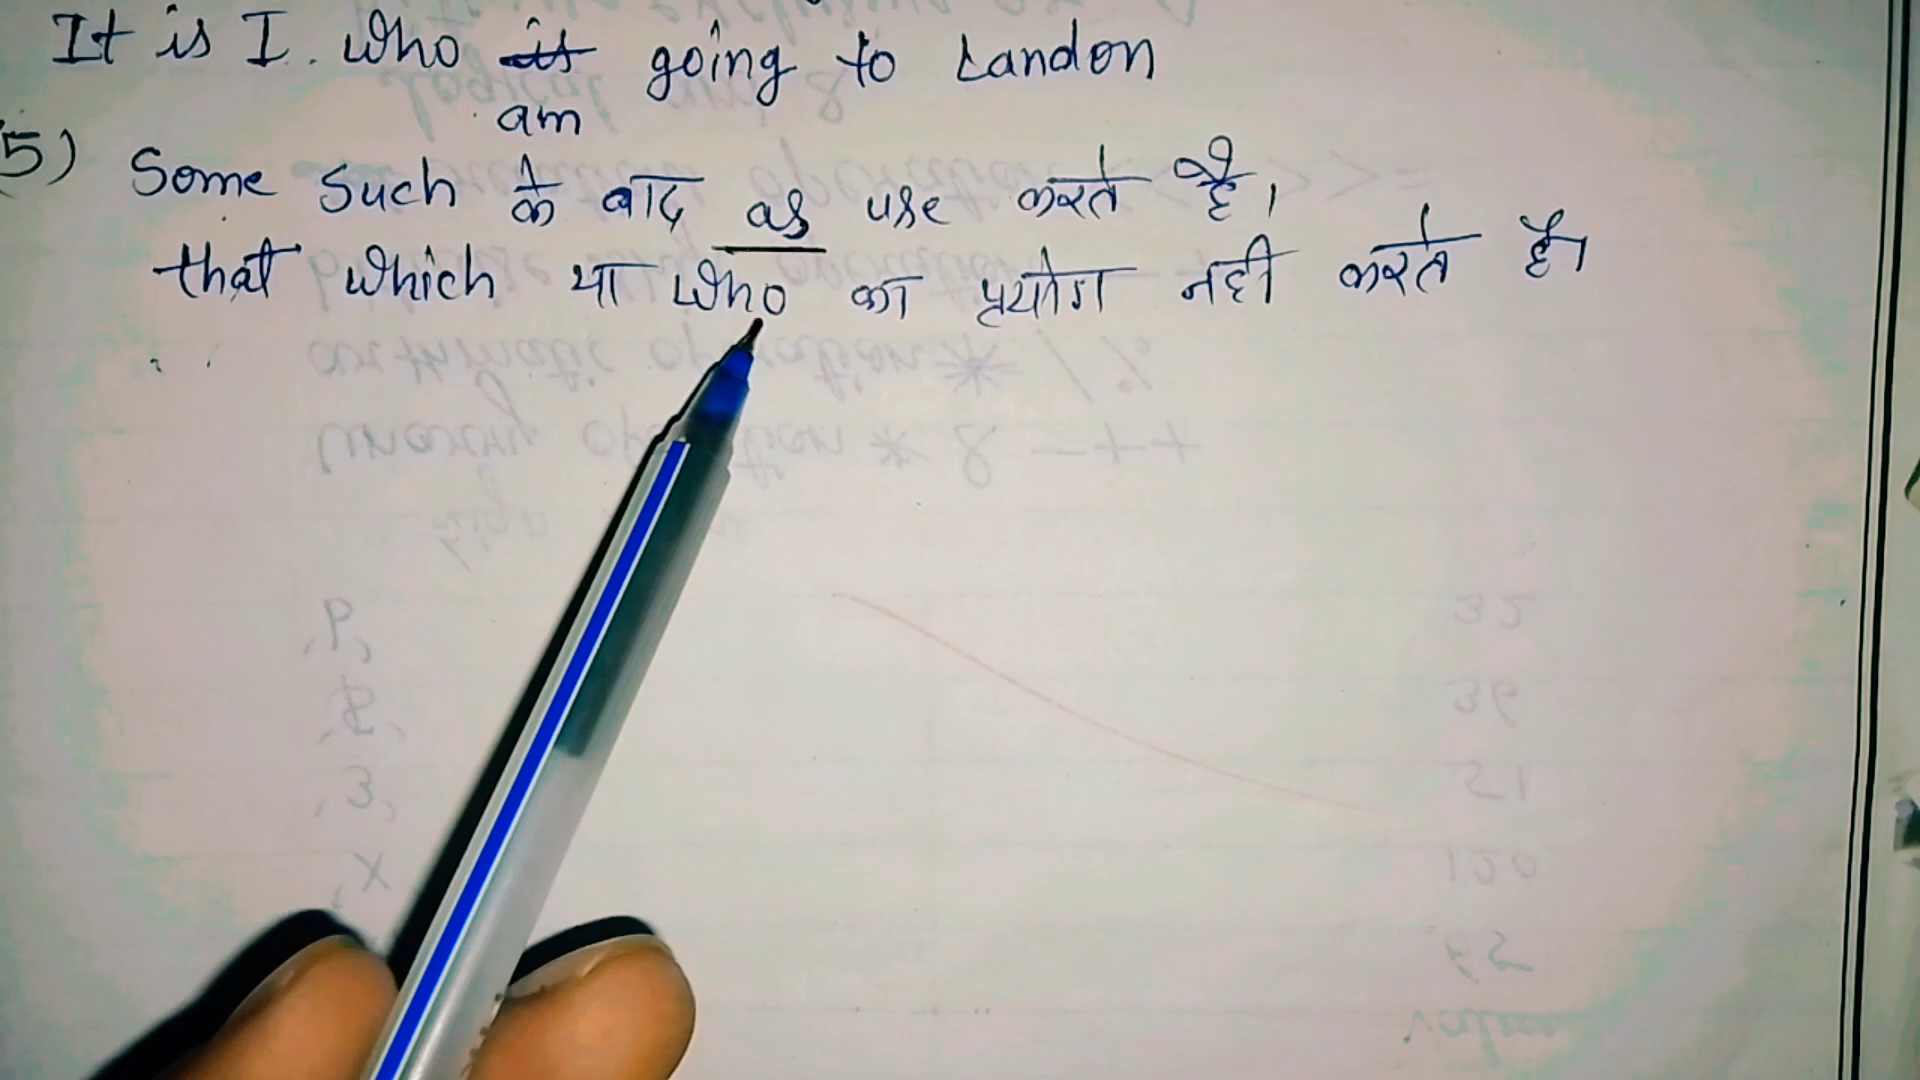 It is I. who is going to Landon
am
5) Some such के बाद as use करते है।
that which या who का प्रयोग नही करते है।